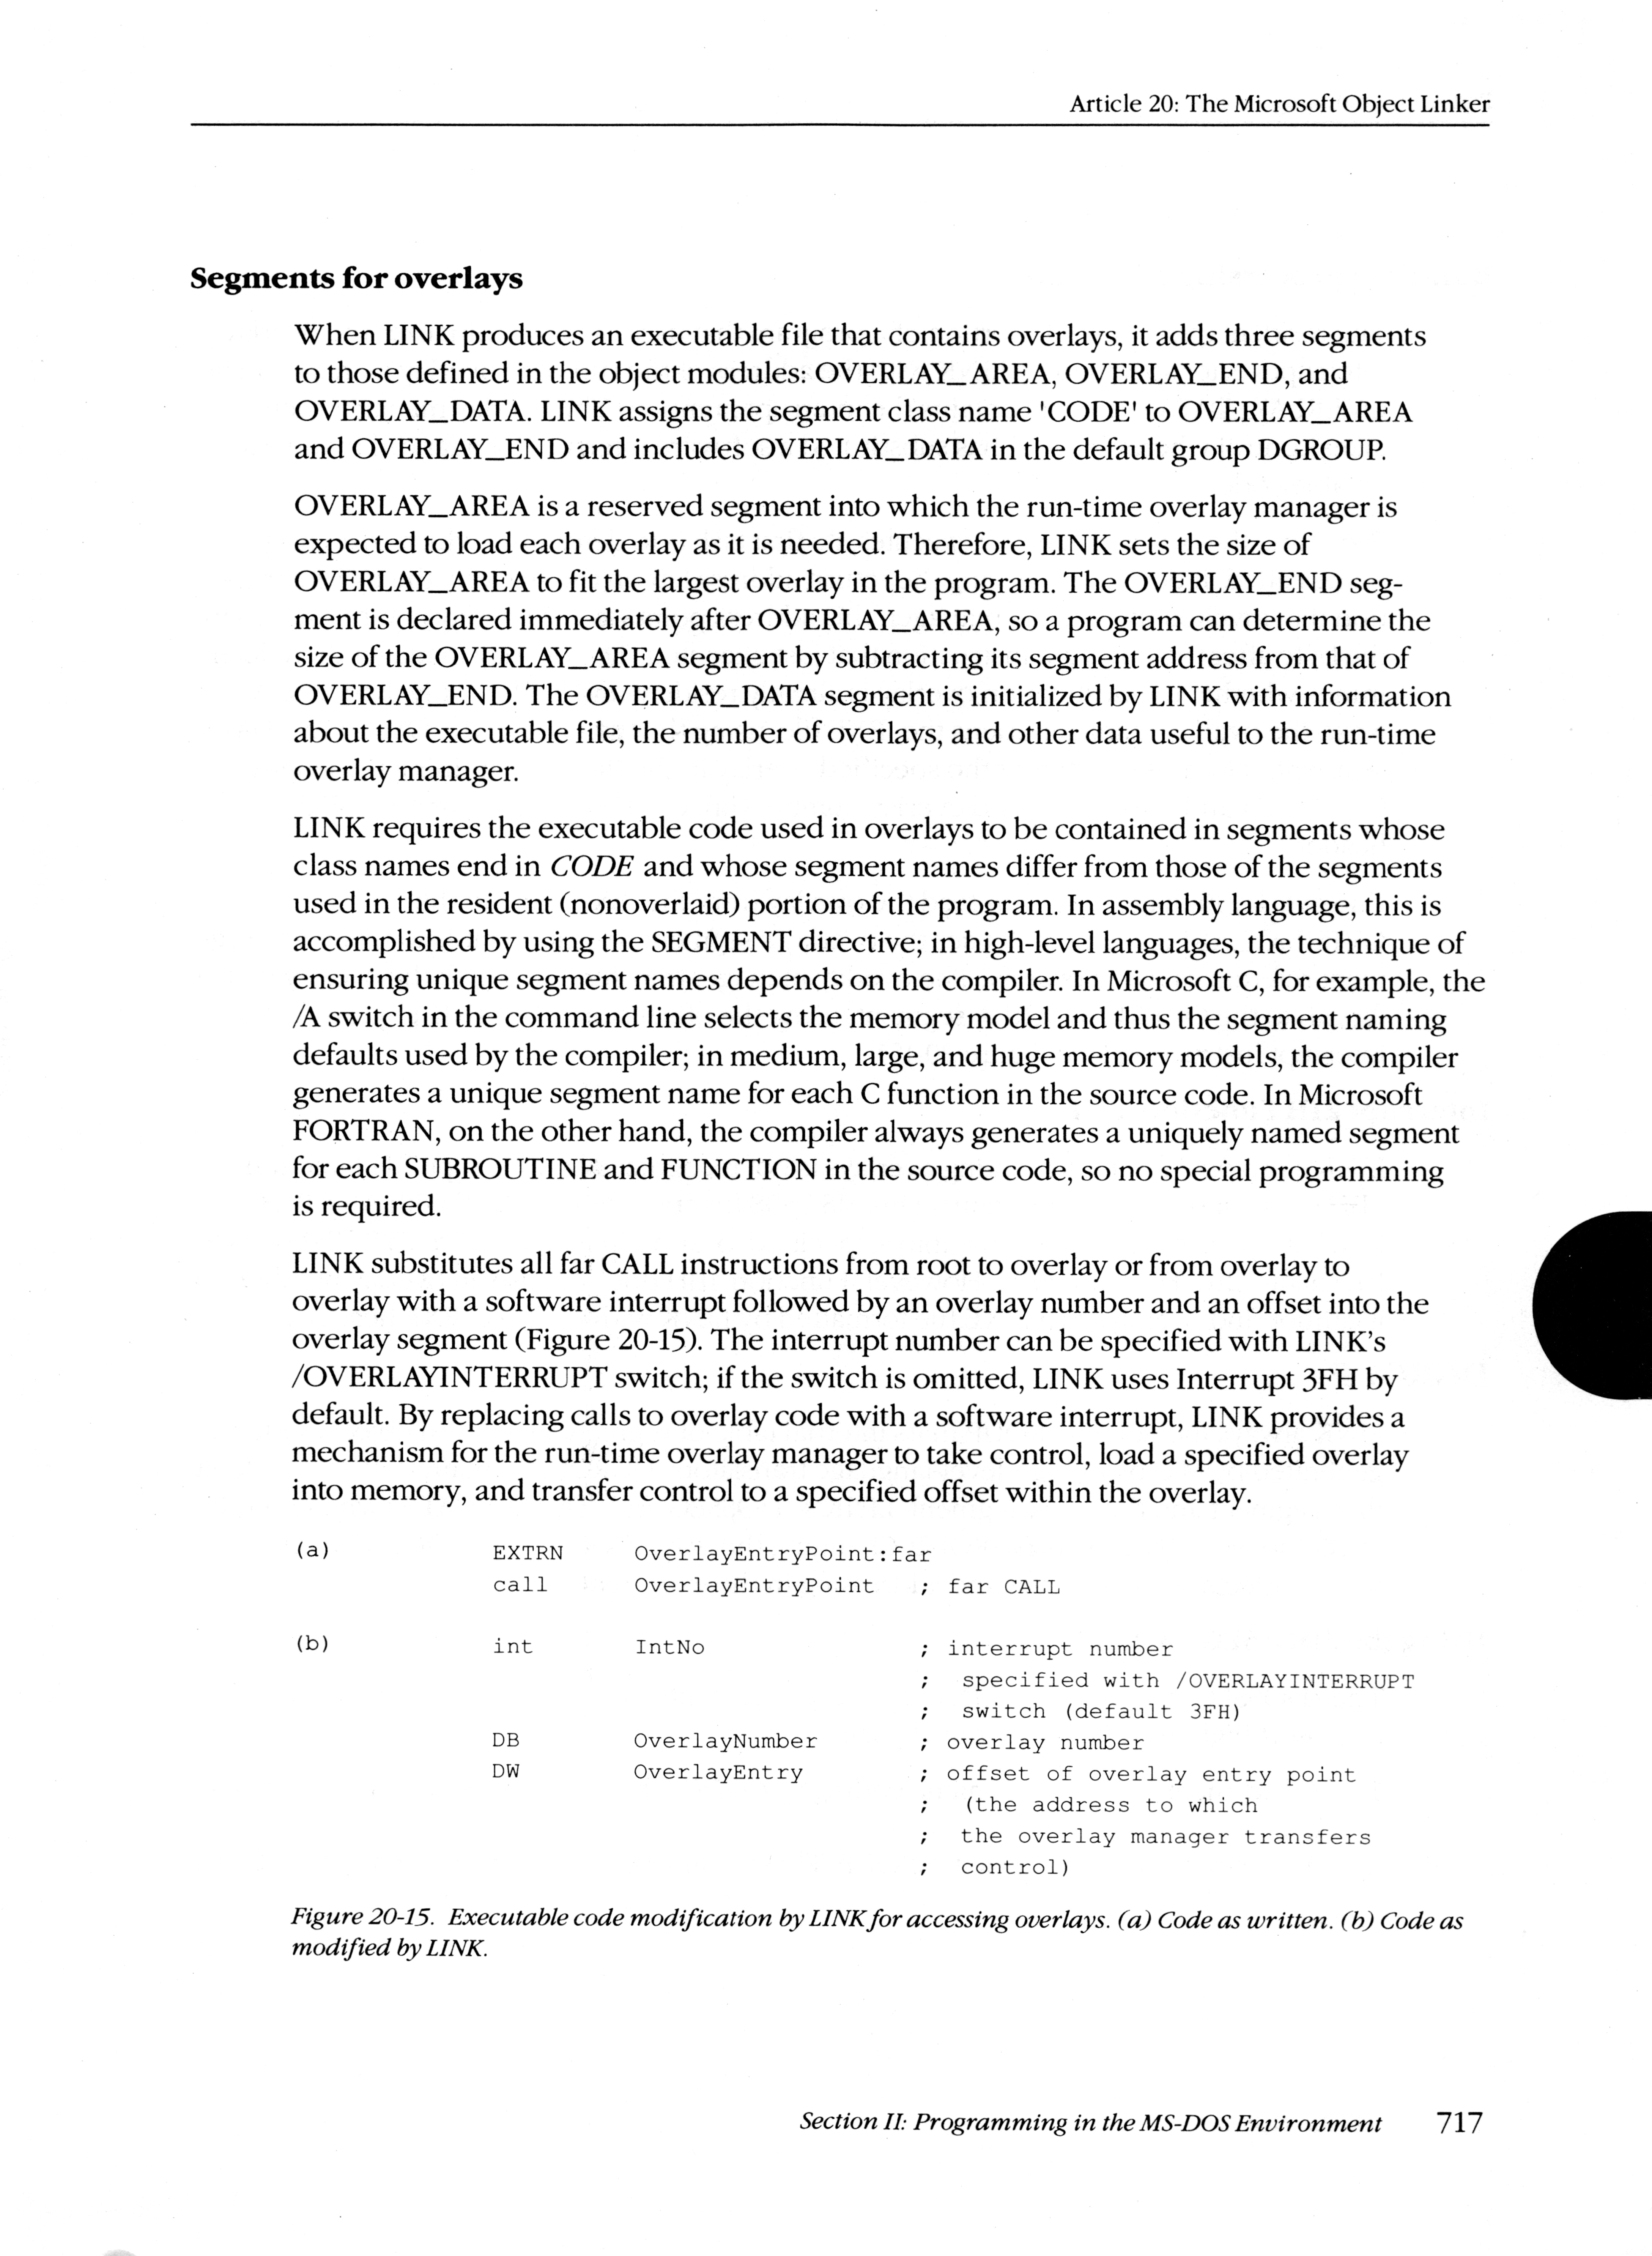 Article 20: The Microsoft Object Linker
Segments for overlays
When LINK produces an executable file that contains overlays, it adds three segments
to those defined in the object modules: OVERLAY_AREA, OVERLAY_END, and
OVERLAY_DATA. LINK assigns the segment class name 'CODE' to OVERLAY_AREA
and OVERLAY_END and includes OVERLAY_DATA in the default group DGROUP.
OVERLAY_AREA is a reserved segment into which the run-time overlay manager is
expected to load each overlay as it is needed. Therefore, LINK sets the size of
OVERLAY_AREA to fit the largest overlay in the program. The OVERLAY_END seg-
ment is declared immediately after OVERLAY_AREA, so a program can determine the
size of the OVERLAY_AREA segment by subtracting its segment address from that of
OVERLAY_END. The OVERLAY_DATA segment is initialized by LINK with information
about the executable file, the number of overlays, and other data useful to the run-time
overlay manager.
LINK requires the executable code used in overlays to be contained in segments whose
class names end in CODE and whose segment names differ from those of the segments
used in the resident (nonoverlaid) portion of the program. In assembly language, this is
accomplished by using the SEGMENT directive; in high-level languages, the technique of
ensuring unique segment names depends on the compiler. In Microsoft C, for example, the
/A switch in the command line selects the memory model and thus the segment naming
defaults used by the compiler; in medium, large, and huge memory models, the compiler
generates a unique segment name for each C function in the source code. In Microsoft
FORTRAN, on the other hand, the compiler always generates a uniquely named segment
for each SUBROUTINE and FUNCTION in the source code, so no special programming
is required.
LINK substitutes all far CALL instructions from root to overlay or from overlay to
overlay with a software interrupt followed by an overlay number and an offset into the
overlay segment (Figure 20-15). The interrupt number can be specified with LINK's
/OVERLAYINTERRUPT switch; if the switch is omitted, LINK uses Interrupt 3FH by
default. By replacing calls to overlay code with a software interrupt, LINK provides a
mechanism for the run-time overlay manager to take control, load a specified overlay
into memory, and transfer control to a specified offset within the overlay.
(a) EXTRN OverlayEntryPoint:far
call OverlayEntryPoint ; far CALL
(b) int IntNo ; interrupt number
; specified with /OVERLAYINTERRUPT
; switch (default 3FH)
DB OverlayNumber ; overlay number
DW OverlayEntry ; offset of overlay entry point
; (the address to which
; the overlay manager transfers
; control)
Figure 20-15. Executable code modification by LINK for accessing overlays. (a) Code as written. (b) Code as
modified by LINK.
Section II: Programming in the MS-DOS Environment 717